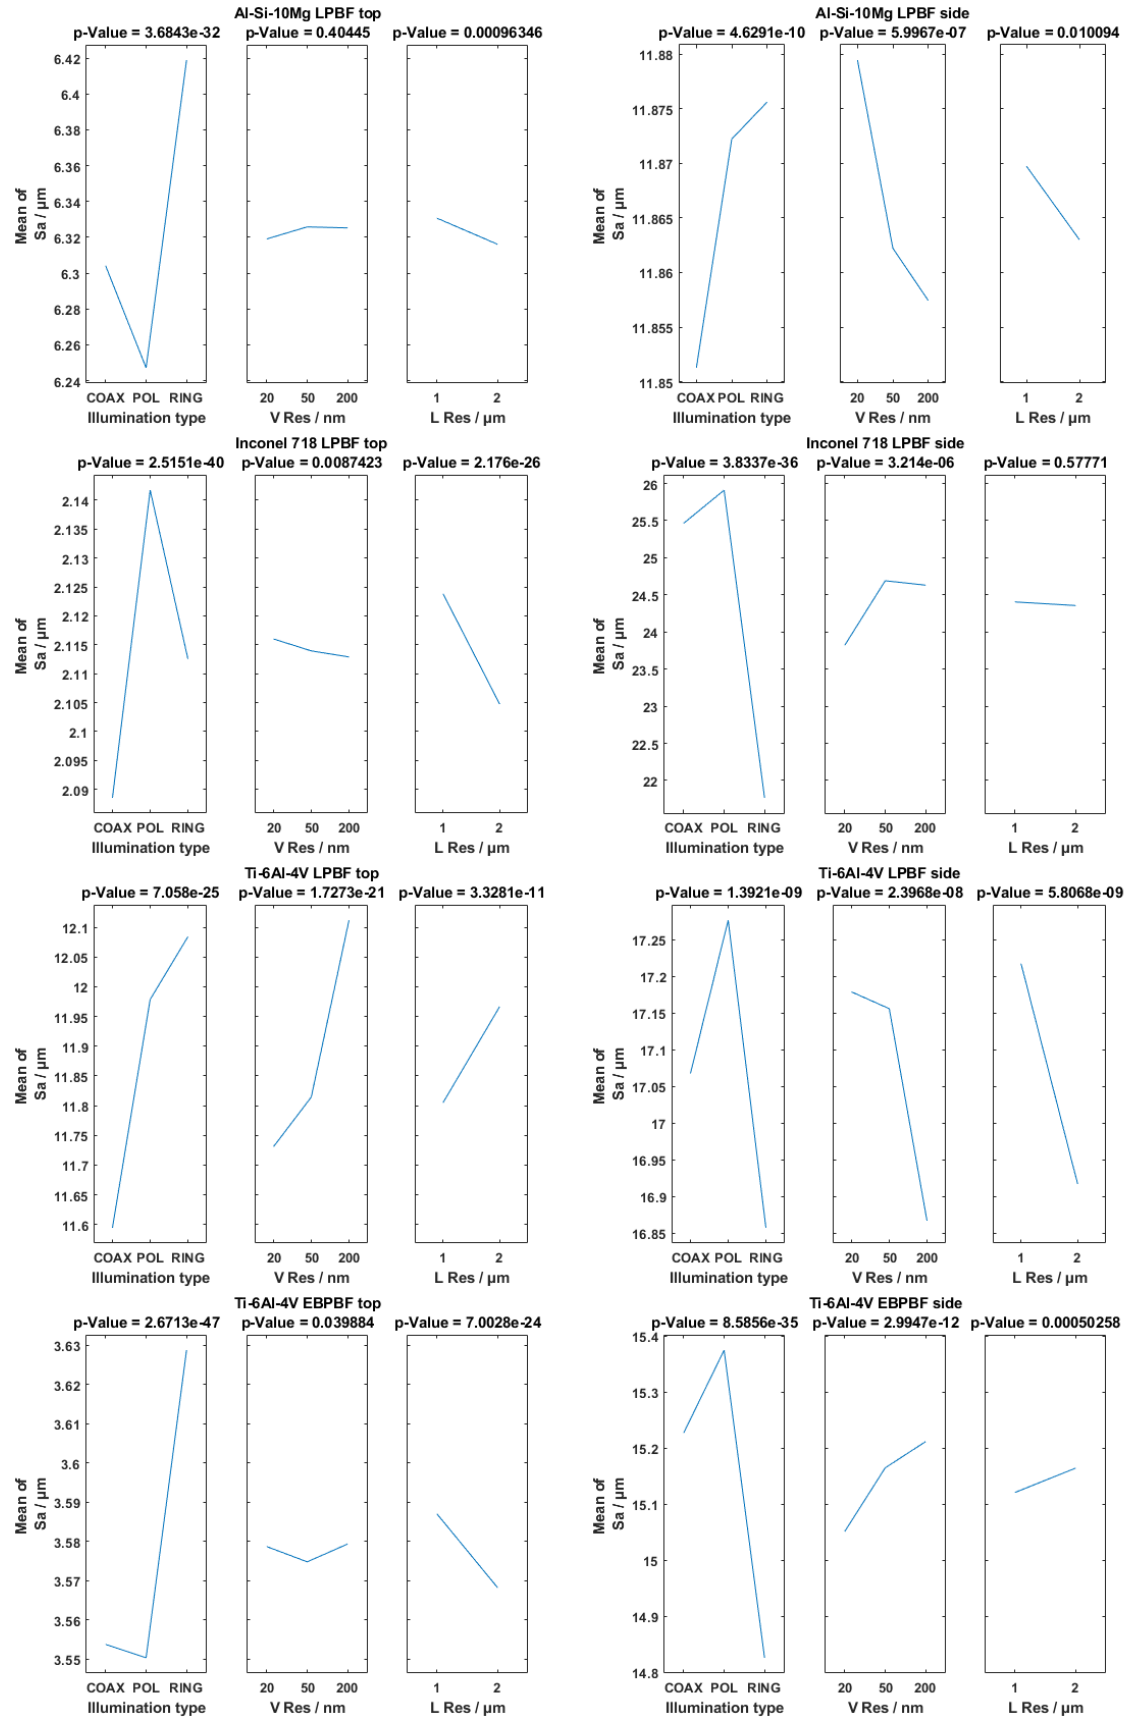 Al-Si-10Mg LPBF top
p-Value = 3.6843e-32 p-Value = 0.40445 p-Value = 0.00096346
6.42
6.4
6.38
6.36
6.34
6.32
6.3
6.28
6.26
6.24
Mean of
Sa / µm
COAX POL RING 20 50 200 1 2
Illumination type V Res / nm L Res / µm
Al-Si-10Mg LPBF side
p-Value = 4.6291e-10 p-Value = 5.9967e-07 p-Value = 0.010094
11.88
11.875
11.87
11.865
11.86
11.855
11.85
Mean of
Sa / µm
COAX POL RING 20 50 200 1 2
Illumination type V Res / nm L Res / µm
Inconel 718 LPBF top
p-Value = 2.5151e-40 p-Value = 0.0087423 p-Value = 2.176e-26
2.14
2.135
2.13
2.125
2.12
2.115
2.11
2.105
2.1
2.095
2.09
Mean of
Sa / µm
COAX POL RING 20 50 200 1 2
Illumination type V Res / nm L Res / µm
Inconel 718 LPBF side
p-Value = 3.8337e-36 p-Value = 3.214e-06 p-Value = 0.57771
26
25.5
25
24.5
24
23.5
23
22.5
22
Mean of
Sa / µm
COAX POL RING 20 50 200 1 2
Illumination type V Res / nm L Res / µm
Ti-6Al-4V LPBF top
p-Value = 7.058e-25 p-Value = 1.7273e-21 p-Value = 3.3281e-11
12.1
12.05
12
11.95
11.9
11.85
11.8
11.75
11.7
11.65
11.6
Mean of
Sa / µm
COAX POL RING 20 50 200 1 2
Illumination type V Res / nm L Res / µm
Ti-6Al-4V LPBF side
p-Value = 1.3921e-09 p-Value = 2.3968e-08 p-Value = 5.8068e-09
17.25
17.2
17.15
17.1
17.05
17
16.95
16.9
16.85
Mean of
Sa / µm
COAX POL RING 20 50 200 1 2
Illumination type V Res / nm L Res / µm
Ti-6Al-4V EBPBF top
p-Value = 2.6713e-47 p-Value = 0.039884 p-Value = 7.0028e-24
3.63
3.62
3.61
3.6
3.59
3.58
3.57
3.56
3.55
Mean of
Sa / µm
COAX POL RING 20 50 200 1 2
Illumination type V Res / nm L Res / µm
Ti-6Al-4V EBPBF side
p-Value = 8.5856e-35 p-Value = 2.9947e-12 p-Value = 0.00050258
15.4
15.3
15.2
15.1
15
14.9
14.8
Mean of
Sa / µm
COAX POL RING 20 50 200 1 2
Illumination type V Res / nm L Res / µm